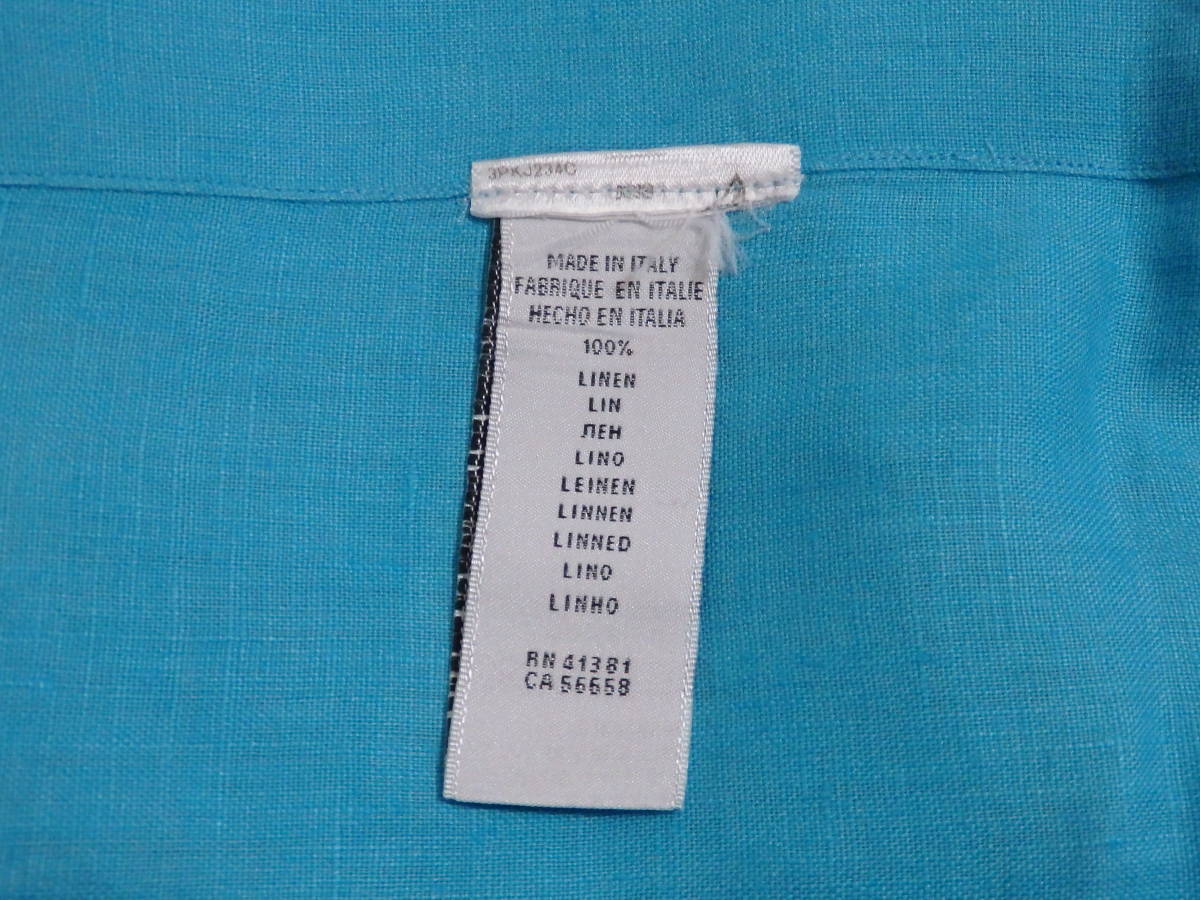 3PKJ234C
MADE IN ITALY
FABRIQUE EN ITALIE
HECHO EN ITALIA
100%
LINEN
LIN
ЛЕН
LINO
LEINEN
LINNEN
LINNED
LINO
LINHO
RN 41381
CA 56658